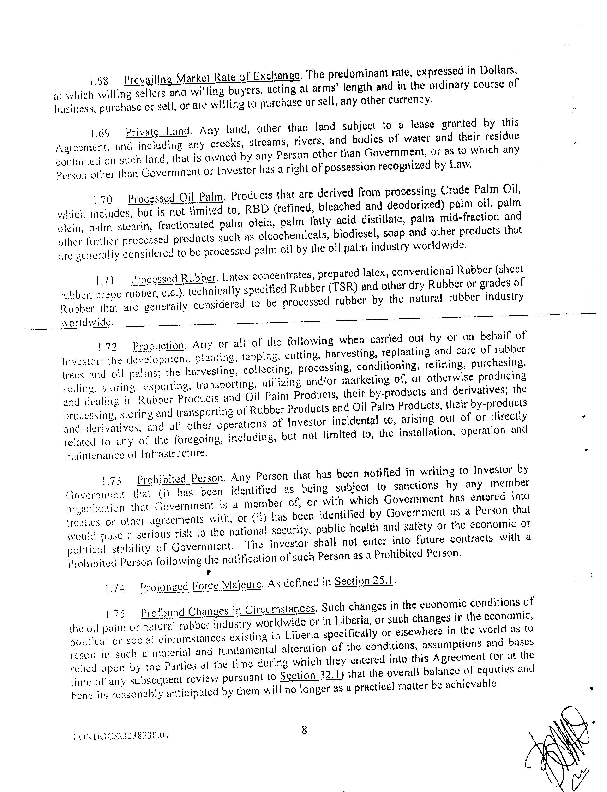 1.68 Prevailing Market Rate of Exchange. The predominant rate, expressed in Dollars,
at which willing sellers and willing buyers, acting at arms' length and in the ordinary course of
business, purchase or sell, or are willing to purchase or sell, any other currency.
1.69 Private Land. Any land, other than land subject to a lease granted by this
Agreement, and including any creeks, streams, rivers, and bodies of water and their residue
contained on such land, that is owned by any Person other than Government, or as to which any
Person other than Government or Investor has a right of possession recognized by Law.
1.70 Processed Oil Palm. Products that are derived from processing Crude Palm Oil,
which includes, but is not limited to, RBD (refined, bleached and deodorized) palm oil, palm
olein, palm stearin, fractionated palm olein, palm fatty acid distillate, palm mid-fraction and
other further processed products such as oleochemicals, biodiesel, soap and other products that
are generally considered to be processed palm oil by the oil palm industry worldwide.
1.71 Processed Rubber. Latex concentrates, prepared latex, conventional Rubber (sheet
rubber, crepe rubber, e.c.), technically specified Rubber (TSR) and other dry Rubber or grades of
Rubber that are generally considered to be processed rubber by the natural rubber industry
worldwide.
1.72 Production. Any or all of the following when carried out by or on behalf of
Investor: the development, planting, tapping, cutting, harvesting, replanting and care of rubber
trees and oil palms; the harvesting, collecting, processing, conditioning, refining, purchasing,
selling, storing, exporting, transporting, utilizing and/or marketing of, or otherwise producing
and dealing in Rubber Products and Oil Palm Products, their by-products and derivatives; the
processing, storing and transporting of Rubber Products and Oil Palm Products, their by-products
and derivatives; and all other operations of Investor incidental to, arising out of or directly
related to any of the foregoing, including, but not limited to, the installation, operation and
maintenance of Infrastructure.
1.73 Prohibited Person. Any Person that has been notified in writing to Investor by
Government that (i) has been identified as being subject to sanctions by any member
organization that Government is a member of, or with which Government has entered into
treaties or other agreements with, or (ii) has been identified by Government as a Person that
would pose a serious risk to the national security, public health and safety or the economic or
political stability of Government. The Investor shall not enter into future contracts with a
Prohibited Person following the notification of such Person as a Prohibited Person.
1.74 Prolonged Force Majeure. As defined in Section 25.1.
1.75 Profound Changes in Circumstances. Such changes in the economic conditions of
the oil palm or natural rubber industry worldwide or in Liberia, or such changes in the economic,
political or social circumstances existing in Liberia specifically or elsewhere in the world as to
result in such a material and fundamental alteration of the conditions, assumptions and bases
relied upon by the Parties at the time during which they entered into this Agreement (or at the
time of any subsequent review pursuant to Section 32.1) that the overall balance of equities and
benefits reasonably anticipated by them will no longer as a practical matter be achievable
8